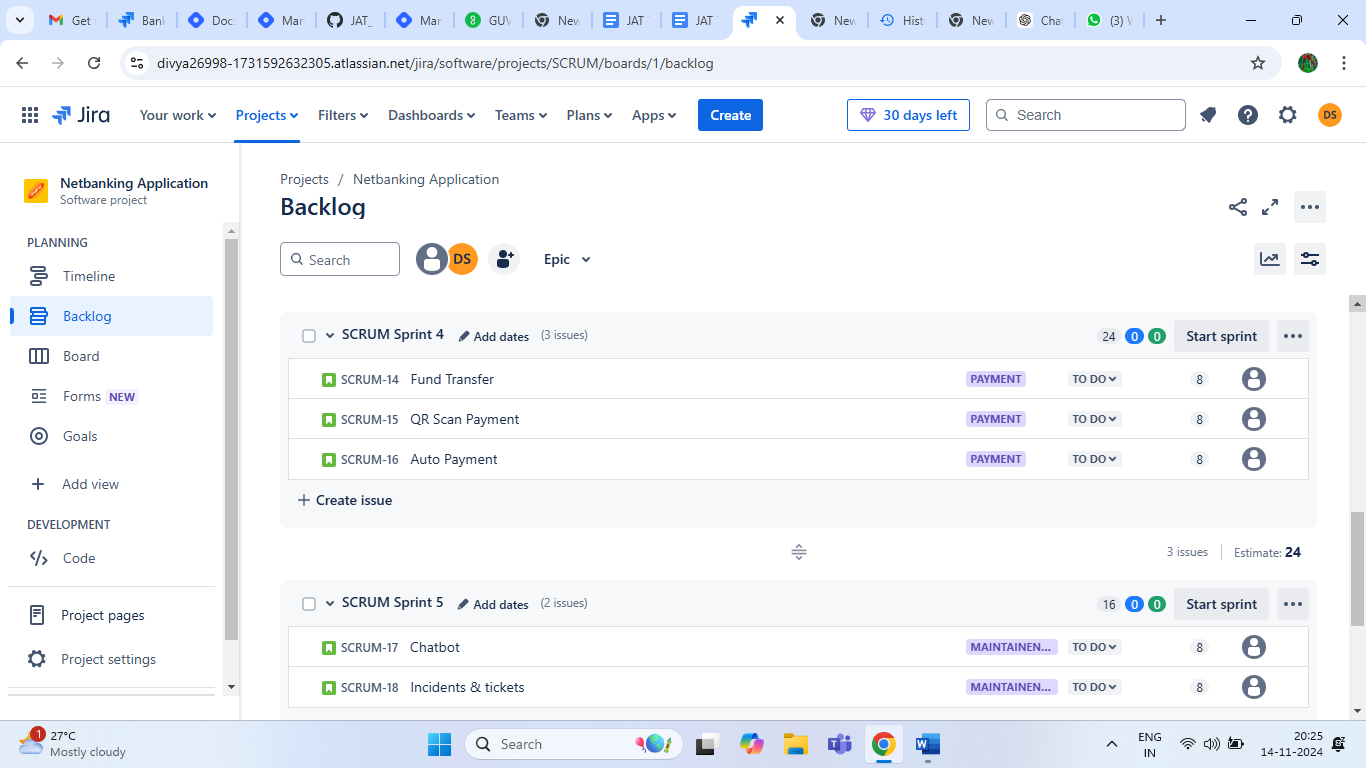 Get
Bank
Docs
Man
JAT_
Man
GUV
New
JAT
JAT
New
Hist
New
Cha
(3)
divya26998-1731592632305.atlassian.net/jira/software/projects/SCRUM/boards/1/backlog
Jira Your work Projects Filters Dashboards Teams Plans Apps Create 30 days left Search DS
Netbanking Application
Software project
PLANNING
Timeline
Backlog
Board
Forms NEW
Goals
Add view
DEVELOPMENT
Code
Project pages
Project settings
Projects / Netbanking Application
Backlog
Search DS Epic
SCRUM Sprint 4 Add dates (3 issues) 24 0 0 Start sprint
SCRUM-14 Fund Transfer PAYMENT TO DO 8
SCRUM-15 QR Scan Payment PAYMENT TO DO 8
SCRUM-16 Auto Payment PAYMENT TO DO 8
Create issue
3 issues Estimate: 24
SCRUM Sprint 5 Add dates (2 issues) 16 0 0 Start sprint
SCRUM-17 Chatbot MAINTAINEN... TO DO 8
SCRUM-18 Incidents & tickets MAINTAINEN... TO DO 8
1
27°C
Mostly cloudy
Search
ENG
IN
20:25
14-11-2024